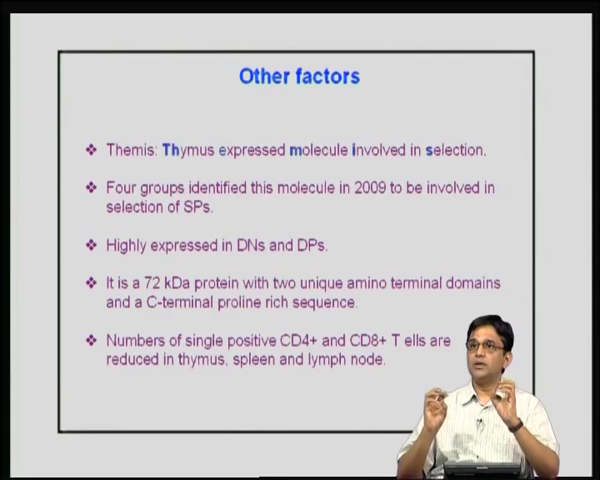 Other factors
❖ Themis: Thymus expressed molecule involved in selection.
❖ Four groups identified this molecule in 2009 to be involved in
selection of SPs.
❖ Highly expressed in DNs and DPs.
❖ It is a 72 kDa protein with two unique amino terminal domains
and a C-terminal proline rich sequence.
❖ Numbers of single positive CD4+ and CD8+ T ells are
reduced in thymus, spleen and lymph node.